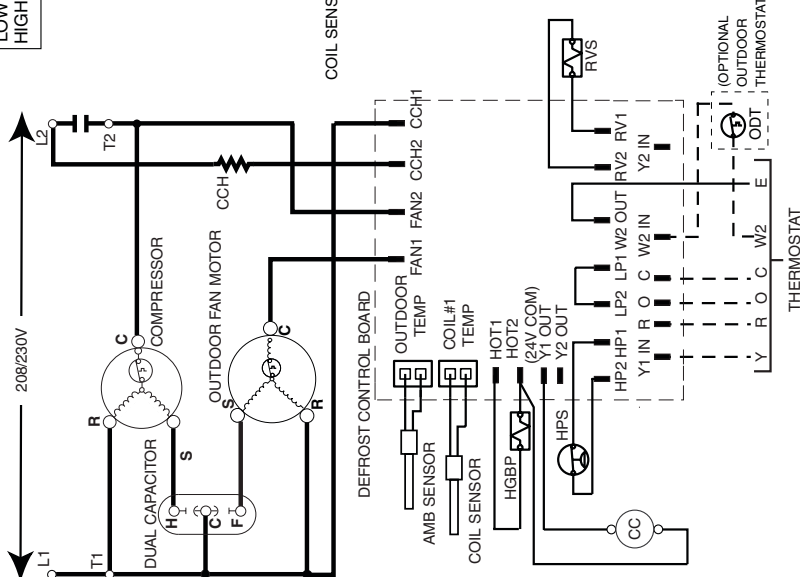 LOW
HIGH
COIL SENS
208/230V
L1
L2
T1
T2
CCH
R
C
COMPRESSOR
S
OUTDOOR FAN MOTOR
S
C
R
DUAL CAPACITOR
H
C
F
DEFROST CONTROL BOARD
OUTDOOR
TEMP
FAN1
FAN2
CCH2
CCH1
COIL#1
TEMP
AMB SENSOR
COIL SENSOR
HOT1
HOT2
(24V COM)
Y1 OUT
Y2 OUT
HGBP
HPS
CC
HP2
HP1
LP2
LP1
W2 OUT
RV2
RV1
Y1 IN
R
O
C
W2 IN
Y2 IN
RVS
(OPTIONAL
OUTDOOR
THERMOSTAT
ODT
Y
R
O
C
W2
E
THERMOSTAT